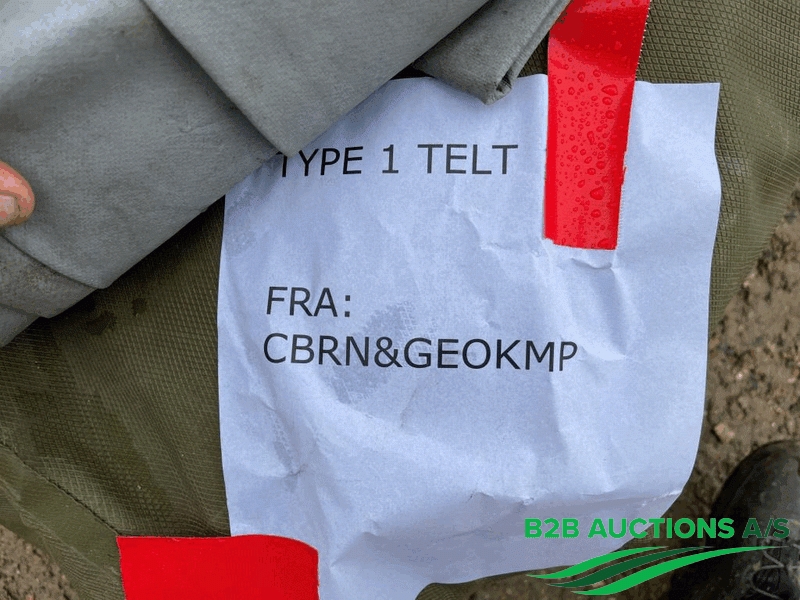 TYPE 1 TELT
FRA:
CBRN&GEOKMP
B2B AUCTIONS A/S